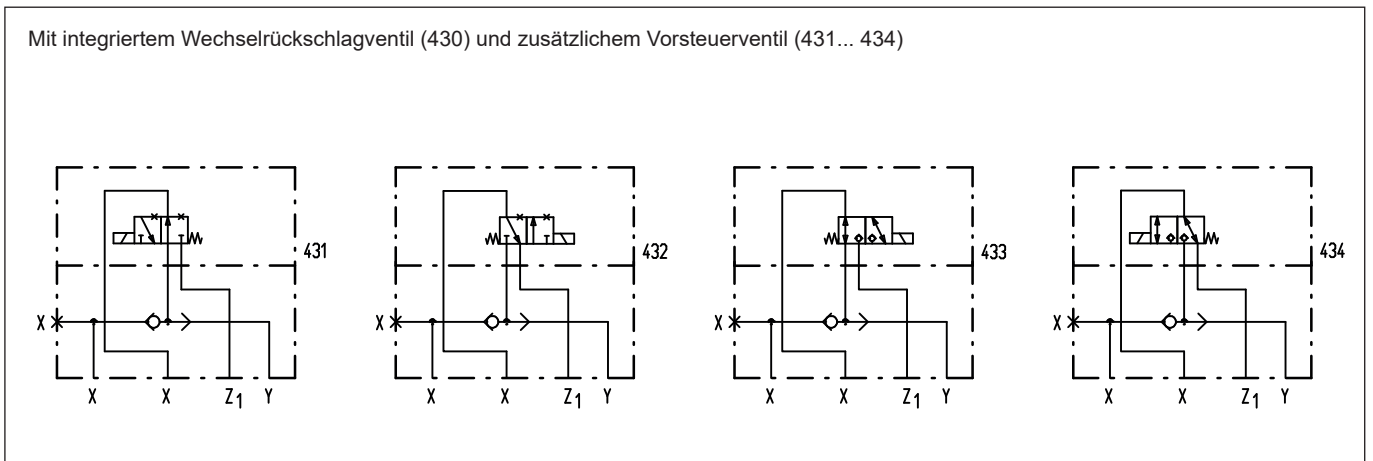 Mit integriertem Wechselrückschlagventil (430) und zusätzlichem Vorsteuerventil (431... 434)
431
432
433
434
X
X
X
X
X X Z1 Y
X X Z1 Y
X X Z1 Y
X X Z1 Y